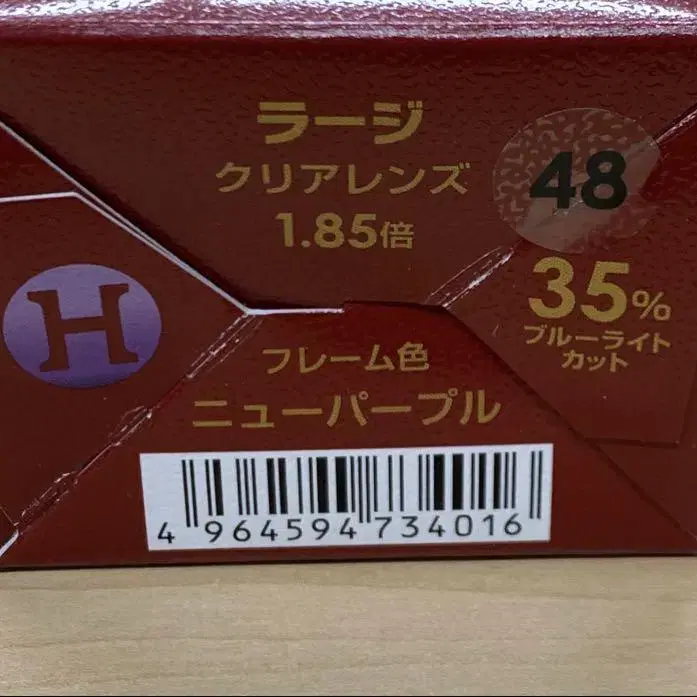 ラージ
クリアレンズ
1.85倍
48
35%
ブルーライト
カット
H
フレーム色
ニューパープル
4 964594 734016